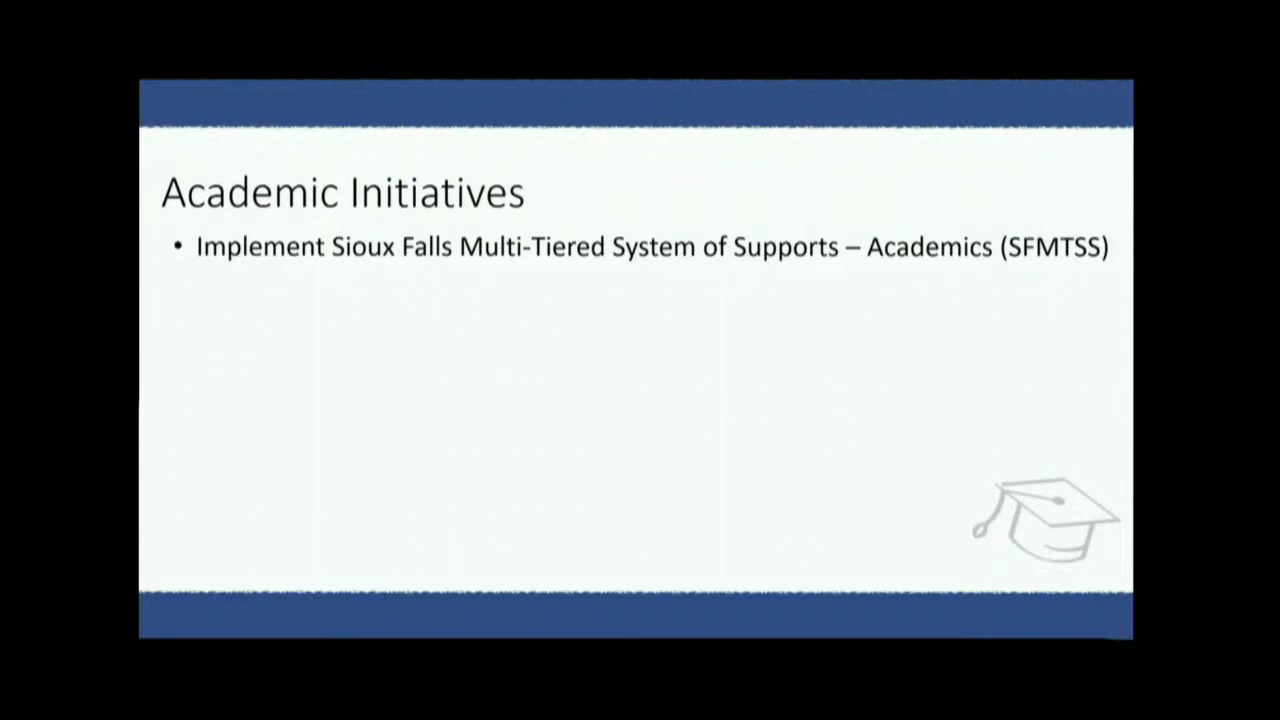 Academic Initiatives
• Implement Sioux Falls Multi-Tiered System of Supports – Academics (SFMTSS)